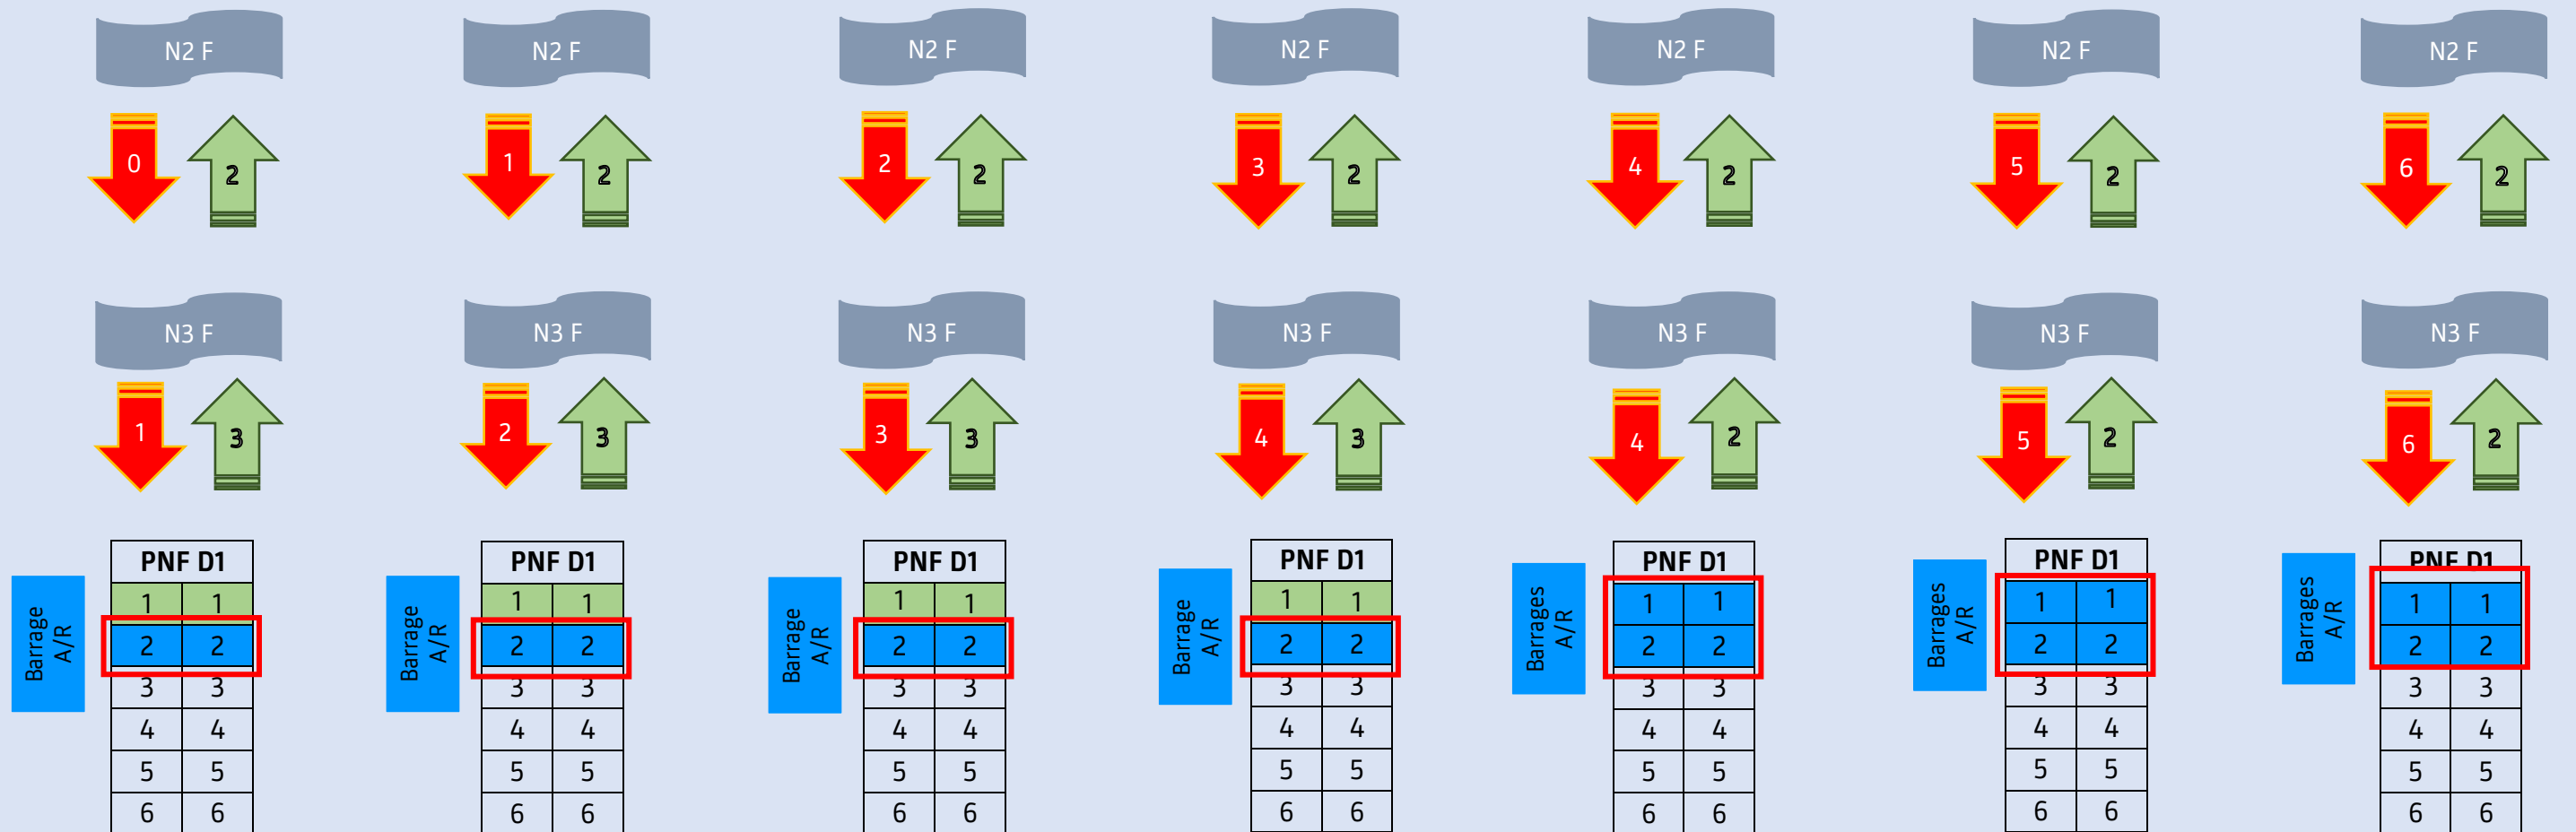 N2 F N2 F N2 F N2 F N2 F N2 F N2 F
0 2 1 2 2 2 3 2 4 2 5 2 6 2
N3 F N3 F N3 F N3 F N3 F N3 F N3 F
1 3 2 3 3 3 4 3 4 2 5 2 6 2
PNF D1 PNF D1 PNF D1 PNF D1 PNF D1 PNF D1 PNF D1
Barrage A/R Barrage A/R Barrage A/R Barrage A/R Barrages A/R Barrages A/R Barrages A/R
1 1 1 1 1 1 1 1 1 1 1 1 1 1
2 2 2 2 2 2 2 2 2 2 2 2 2 2
3 3 3 3 3 3 3 3 3 3 3 3 3 3
4 4 4 4 4 4 4 4 4 4 4 4 4 4
5 5 5 5 5 5 5 5 5 5 5 5 5 5
6 6 6 6 6 6 6 6 6 6 6 6 6 6